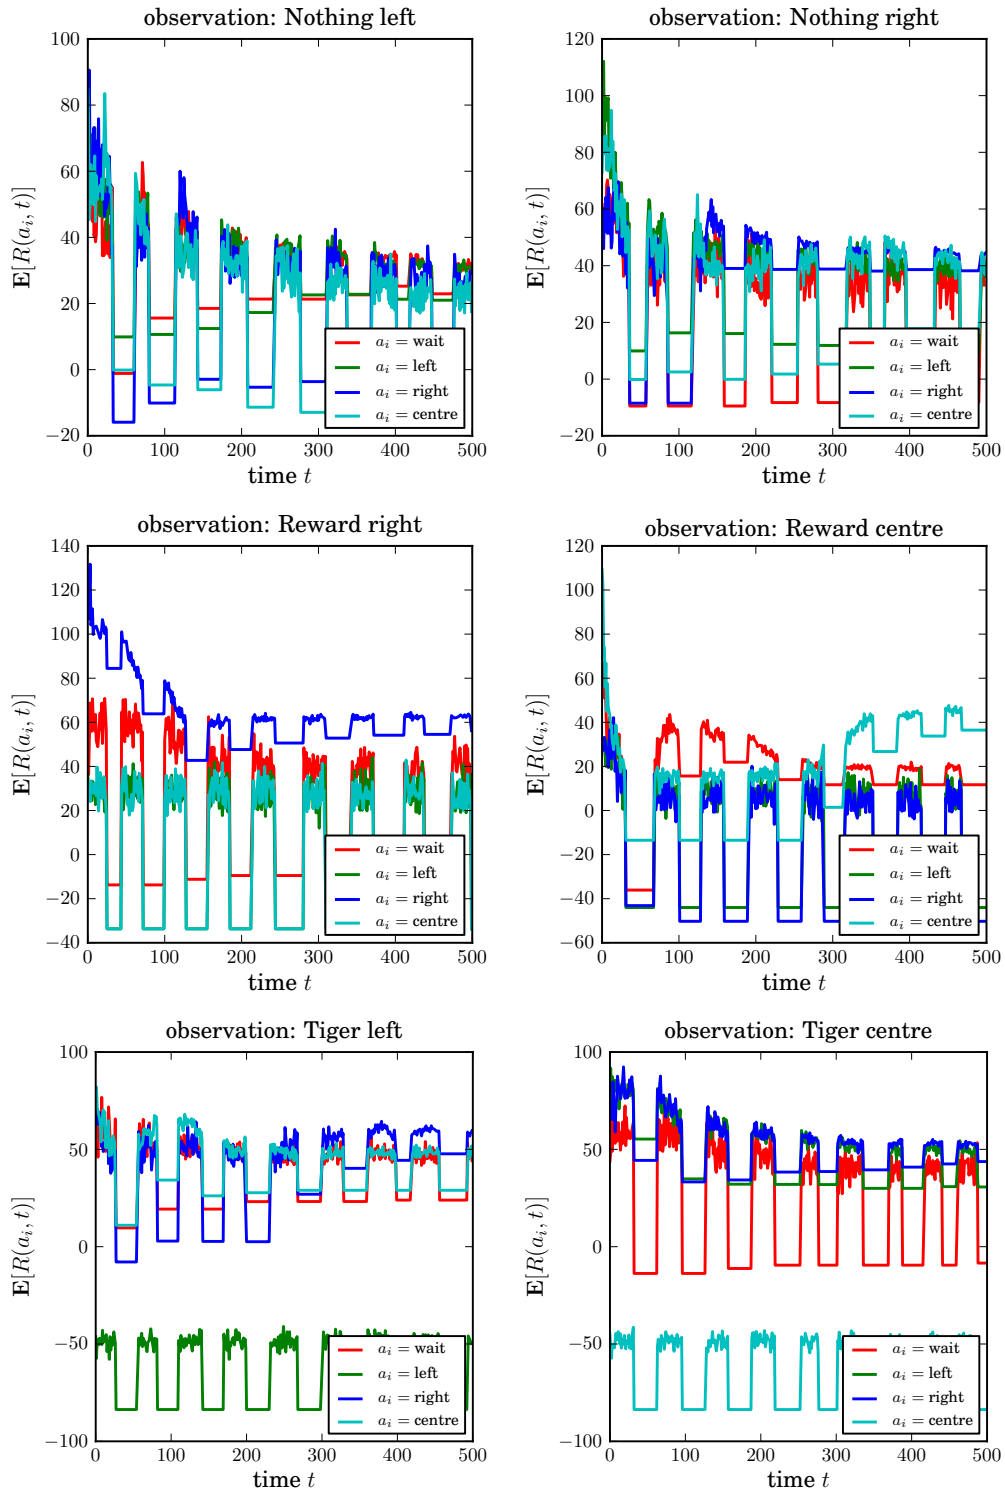 observation: Nothing left
E[R(a_i, t)]
100
80
60
40
20
0
−20
0 100 200 300 400 500
time t
a_i = wait
a_i = left
a_i = right
a_i = centre
observation: Nothing right
E[R(a_i, t)]
120
100
80
60
40
20
0
−20
0 100 200 300 400 500
time t
a_i = wait
a_i = left
a_i = right
a_i = centre
observation: Reward right
E[R(a_i, t)]
140
120
100
80
60
40
20
0
−20
−40
0 100 200 300 400 500
time t
a_i = wait
a_i = left
a_i = right
a_i = centre
observation: Reward centre
E[R(a_i, t)]
120
100
80
60
40
20
0
−20
−40
−60
0 100 200 300 400 500
time t
a_i = wait
a_i = left
a_i = right
a_i = centre
observation: Tiger left
E[R(a_i, t)]
100
50
0
−50
−100
0 100 200 300 400 500
time t
a_i = wait
a_i = left
a_i = right
a_i = centre
observation: Tiger centre
E[R(a_i, t)]
100
50
0
−50
−100
0 100 200 300 400 500
time t
a_i = wait
a_i = left
a_i = right
a_i = centre